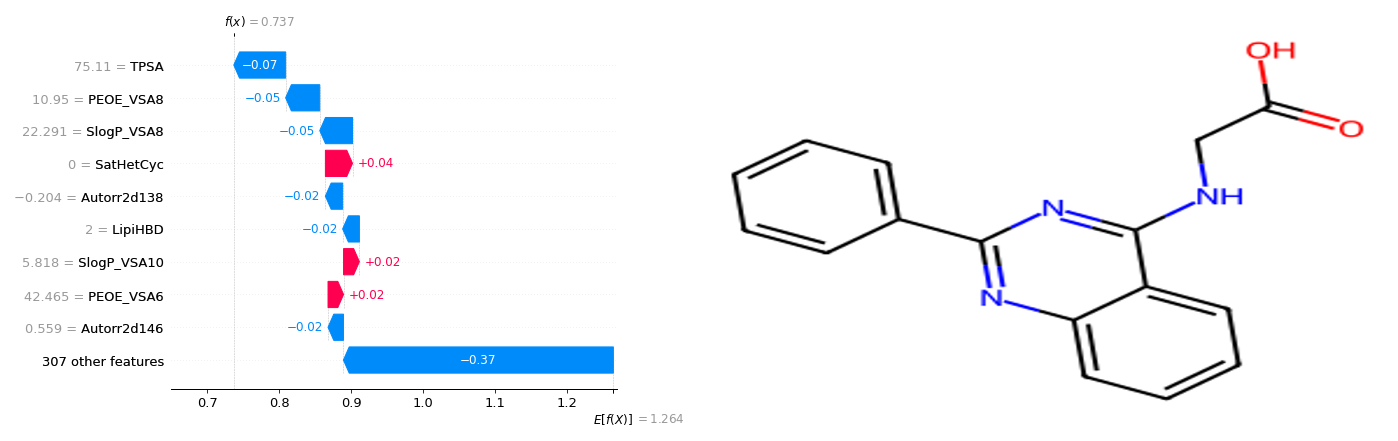 f(x) = 0.737
75.11 = TPSA
−0.07
10.95 = PEOE_VSA8
−0.05
22.291 = SlogP_VSA8
−0.05
0 = SatHetCyc
+0.04
−0.204 = Autorr2d138
−0.02
2 = LipiHBD
−0.02
5.818 = SlogP_VSA10
+0.02
42.465 = PEOE_VSA6
+0.02
0.559 = Autorr2d146
−0.02
307 other features
−0.37
0.7 0.8 0.9 1.0 1.1 1.2
E[f(X)] = 1.264
OH
O
NH
N
N